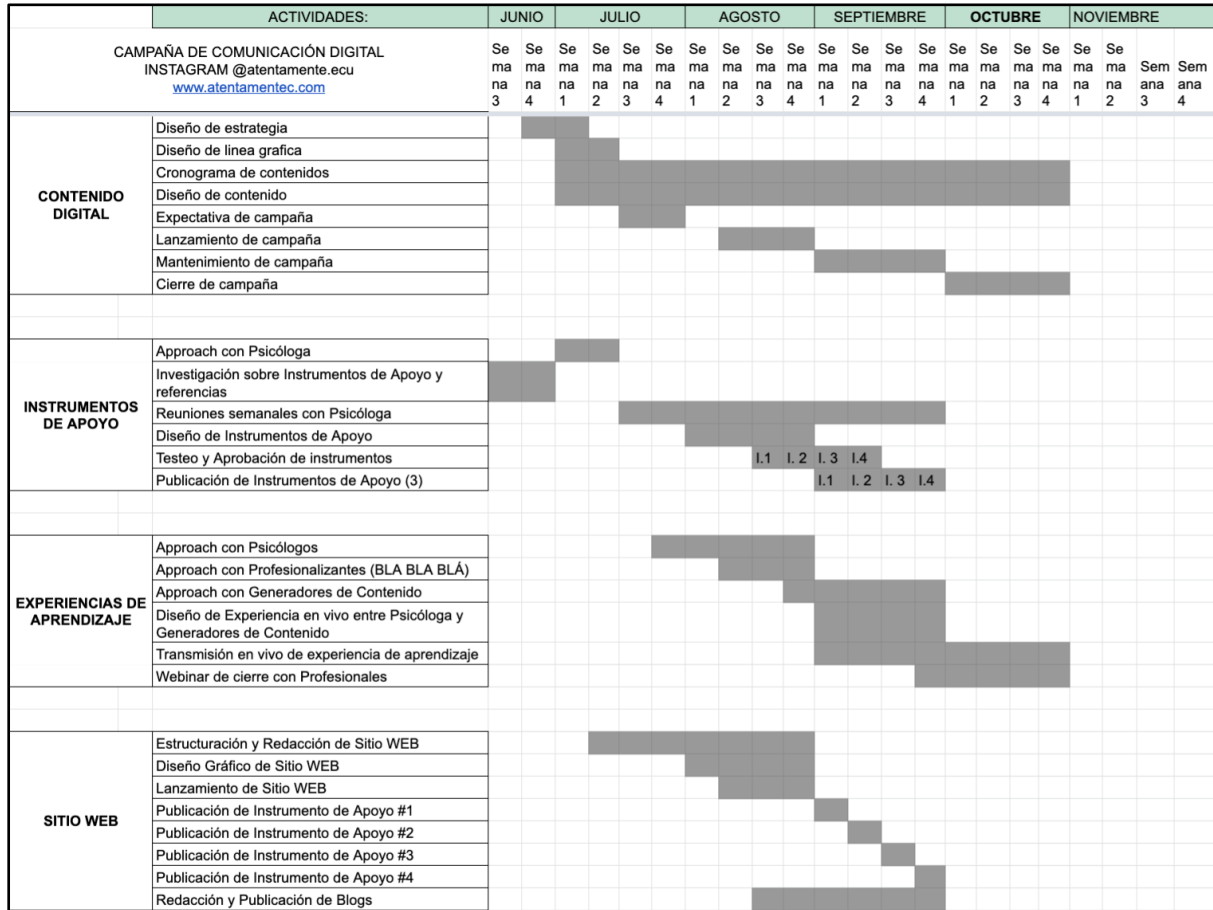 ACTIVIDADES: JUNIO JULIO AGOSTO SEPTIEMBRE OCTUBRE NOVIEMBRE
CAMPAÑA DE COMUNICACIÓN DIGITAL
INSTAGRAM @atentamente.ecu
www.atentamentec.com
Se Se Se Se Se Se Se Se Se Se Se Se Se Se Se Se Se Se Se Se
ma ma ma ma ma ma ma ma ma ma ma ma ma ma ma ma ma ma ma ma Sem Sem
na na na na na na na na na na na na na na na na na na na na ana ana
3 4 1 2 3 4 1 2 3 4 1 2 3 4 1 2 3 4 1 2 3 4
CONTENIDO
DIGITAL
Diseño de estrategia
Diseño de linea grafica
Cronograma de contenidos
Diseño de contenido
Expectativa de campaña
Lanzamiento de campaña
Mantenimiento de campaña
Cierre de campaña
INSTRUMENTOS
DE APOYO
Approach con Psicóloga
Investigación sobre Instrumentos de Apoyo y
referencias
Reuniones semanales con Psicóloga
Diseño de Instrumentos de Apoyo
Testeo y Aprobación de instrumentos I.1 I. 2 I. 3 I.4
Publicación de Instrumentos de Apoyo (3) I.1 I. 2 I. 3 I.4
EXPERIENCIAS DE
APRENDIZAJE
Approach con Psicólogos
Approach con Profesionalizantes (BLA BLA BLÁ)
Approach con Generadores de Contenido
Diseño de Experiencia en vivo entre Psicóloga y
Generadores de Contenido
Transmisión en vivo de experiencia de aprendizaje
Webinar de cierre con Profesionales
SITIO WEB
Estructuración y Redacción de Sitio WEB
Diseño Gráfico de Sitio WEB
Lanzamiento de Sitio WEB
Publicación de Instrumento de Apoyo #1
Publicación de Instrumento de Apoyo #2
Publicación de Instrumento de Apoyo #3
Publicación de Instrumento de Apoyo #4
Redacción y Publicación de Blogs